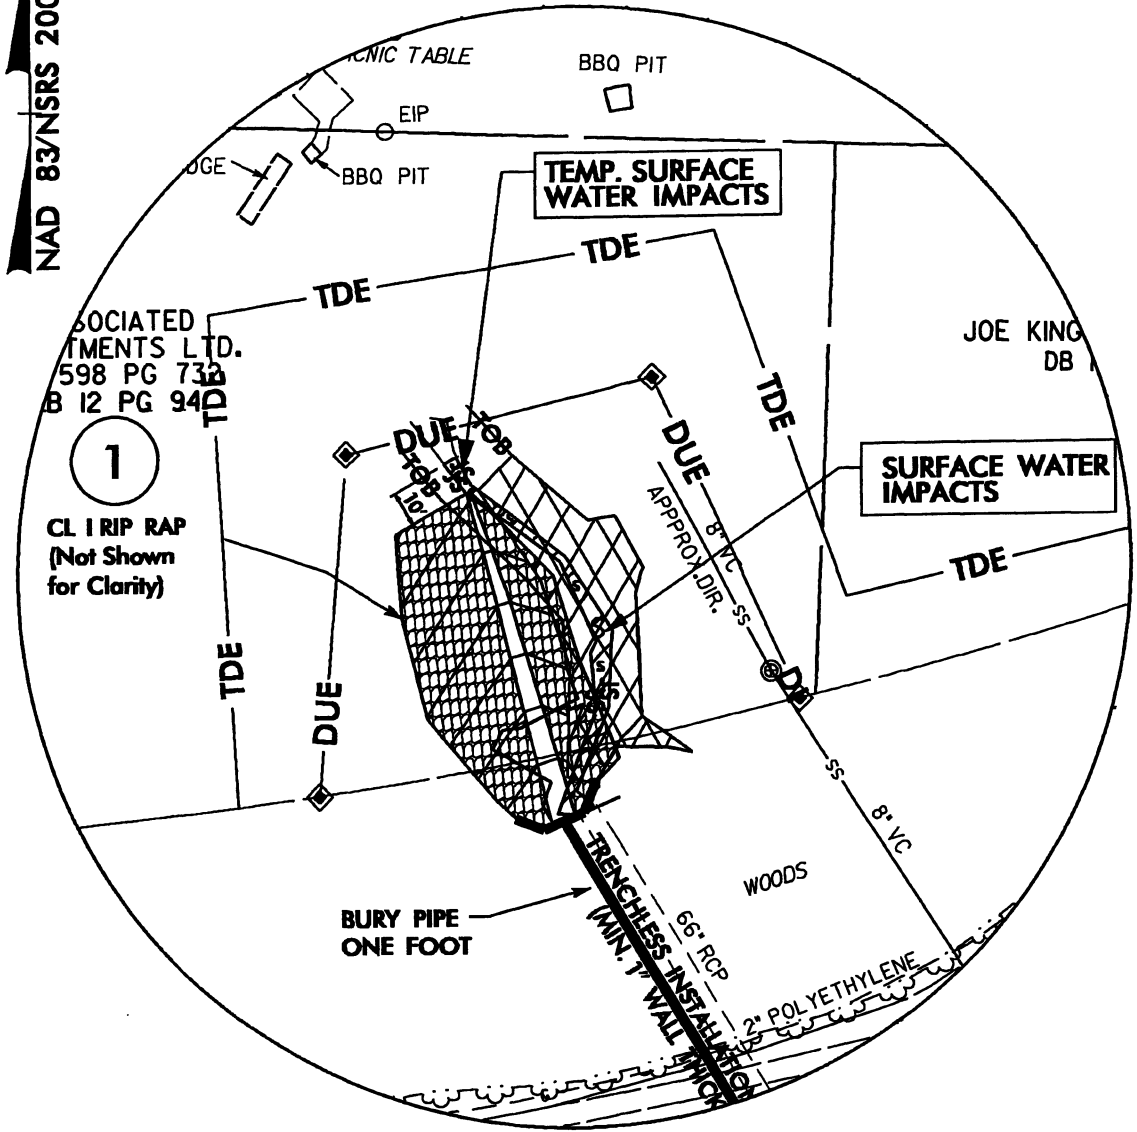 NAD 83/NSRS 200
TABLE
BBQ PIT
EIP
BBQ PIT
TEMP. SURFACE
WATER IMPACTS
TDE
TDE
TDE
TDE
TDE
TDE
SOCIATED
TMENTS LTD.
598 PG 732
B 12 PG 94
JOE KING
DB
1
CL I RIP RAP
(Not Shown
for Clarity)
DUE
DUE
DUE
TOB
TOB
10'
SURFACE WATER
IMPACTS
8" VC
APPROX.DIR.
SS
SS
8" VC
WOODS
BURY PIPE
ONE FOOT
TRENCHLESS INSTALLATION
(MIN. 1" WALL THICK
66" RCP
2" POLYETHYLENE